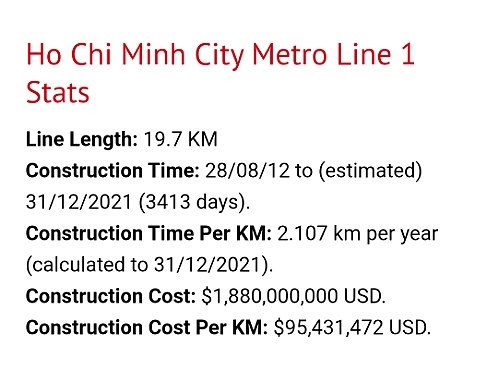 Ho Chi Minh City Metro Line 1
Stats
Line Length: 19.7 KM
Construction Time: 28/08/12 to (estimated)
31/12/2021 (3413 days).
Construction Time Per KM: 2.107 km per year
(calculated to 31/12/2021).
Construction Cost: $1,880,000,000 USD.
Construction Cost Per KM: $95,431,472 USD.